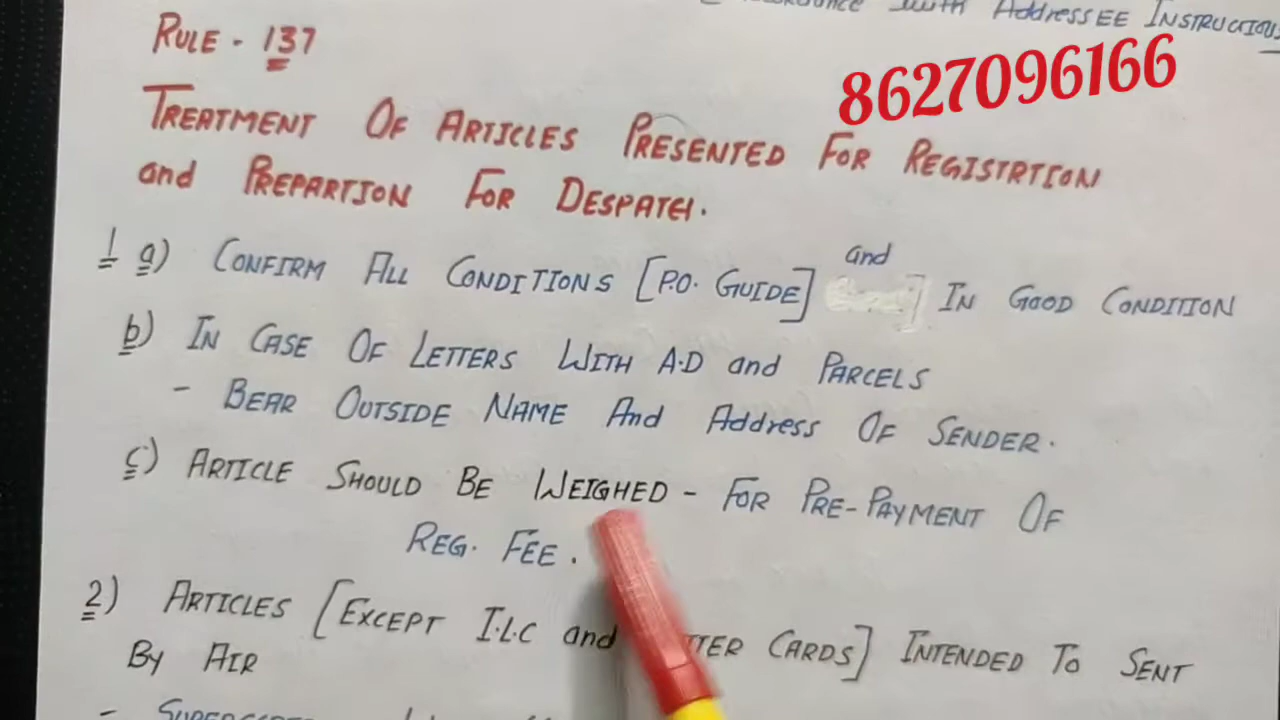 with Addressee Instructions
8627096166
Rule - 137
Treatment Of Articles Presented For Registrtion
and Prepartion For Despatch.
1 a) Confirm All Conditions [P.O. Guide] and In Good Condition
b) In Case Of Letters With A.D and Parcels
- Bear Outside Name And Address Of Sender.
c) Article Should Be Weighed - For Pre-Payment Of
Reg. Fee.
2) Articles [Except I.L.C and Cards] Intended To Sent
By Air